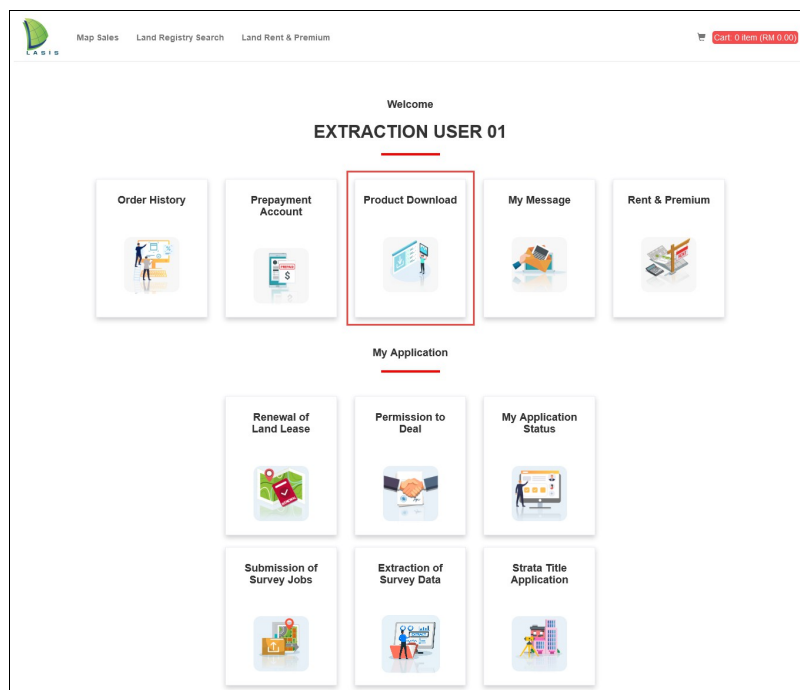 LASIS
Map Sales Land Registry Search Land Rent & Premium
Cart: 0 item (RM 0.00)
Welcome
EXTRACTION USER 01
Order History
Prepayment
Account
Product Download
My Message
Rent & Premium
My Application
Renewal of
Land Lease
Permission to
Deal
My Application
Status
Submission of
Survey Jobs
Extraction of
Survey Data
Strata Title
Application